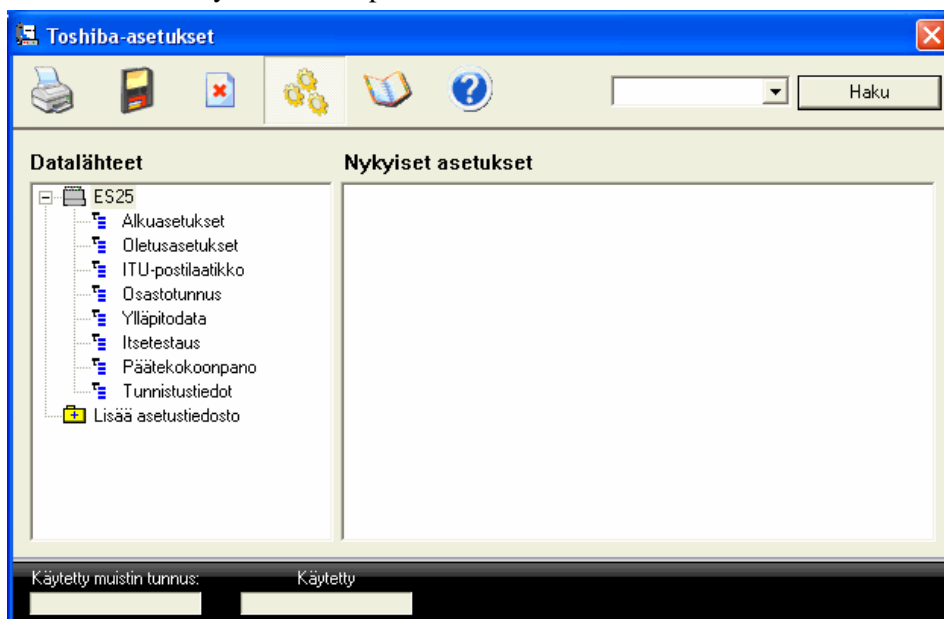 Toshiba-asetukset
Haku
Datalähteet
Nykyiset asetukset
ES25
Alkuasetukset
Oletusasetukset
ITU-postilaatikko
Osastotunnus
Ylläpitodata
Itsetestaus
Päätekokoonpano
Tunnistustiedot
Lisää asetustiedosto
Käytetty muistin tunnus:
Käytetty